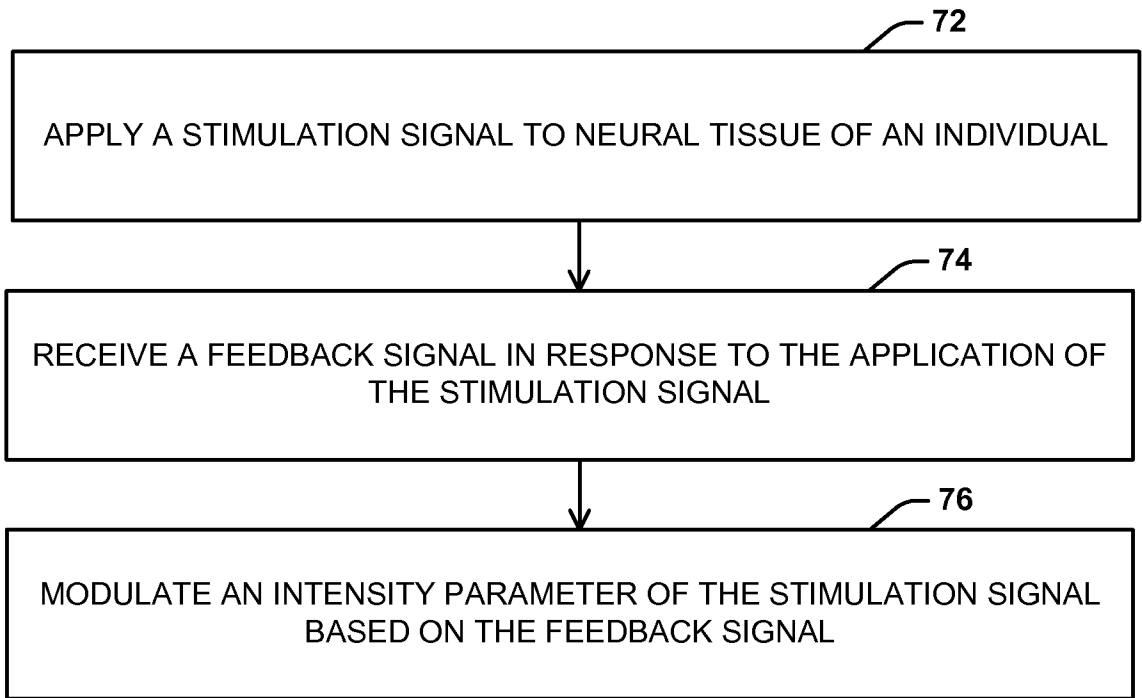 72
APPLY A STIMULATION SIGNAL TO NEURAL TISSUE OF AN INDIVIDUAL
74
RECEIVE A FEEDBACK SIGNAL IN RESPONSE TO THE APPLICATION OF
THE STIMULATION SIGNAL
76
MODULATE AN INTENSITY PARAMETER OF THE STIMULATION SIGNAL
BASED ON THE FEEDBACK SIGNAL